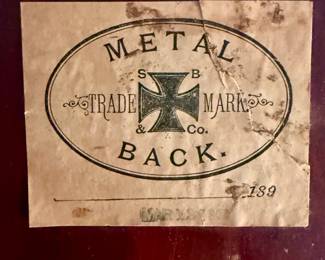 METAL
S B
TRADE MARK.
& Co.
BACK.
189